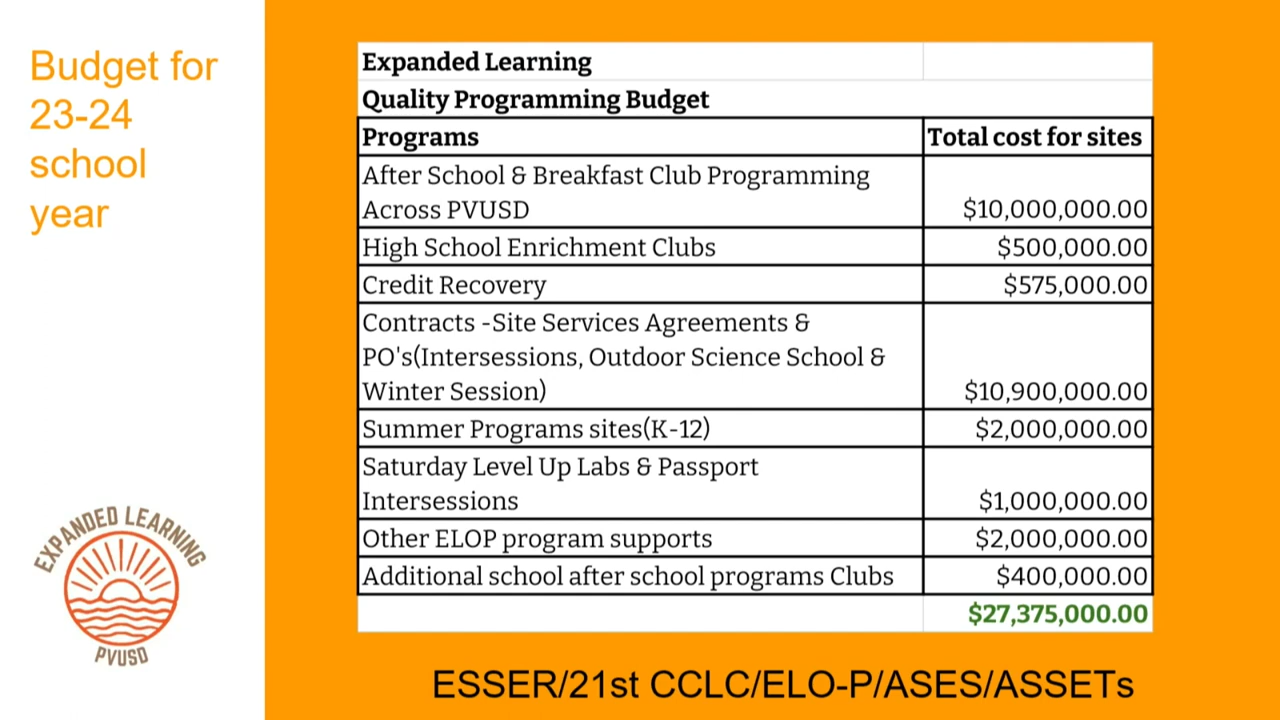 Budget for
23-24
school
year
Expanded Learning
Quality Programming Budget
Programs Total cost for sites
After School & Breakfast Club Programming
Across PVUSD $10,000,000.00
High School Enrichment Clubs $500,000.00
Credit Recovery $575,000.00
Contracts -Site Services Agreements &
PO's(Intersessions, Outdoor Science School &
Winter Session) $10,900,000.00
Summer Programs sites(K-12) $2,000,000.00
Saturday Level Up Labs & Passport
Intersessions $1,000,000.00
Other ELOP program supports $2,000,000.00
Additional school after school programs Clubs $400,000.00
$27,375,000.00
EXPANDED LEARNING
PVUSD
ESSER/21st CCLC/ELO-P/ASES/ASSETs